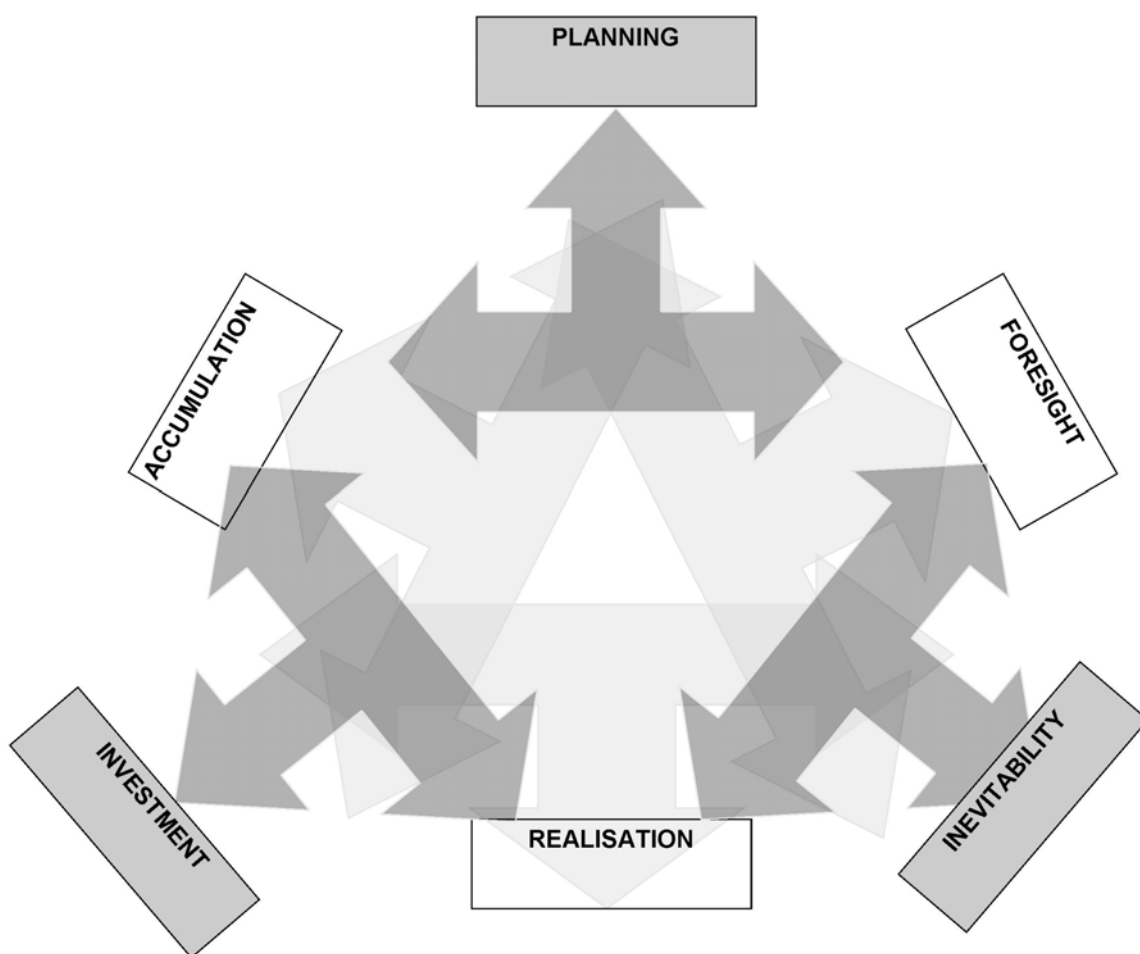 PLANNING
ACCUMULATION
FORESIGHT
INVESTMENT
REALISATION
INEVITABILITY